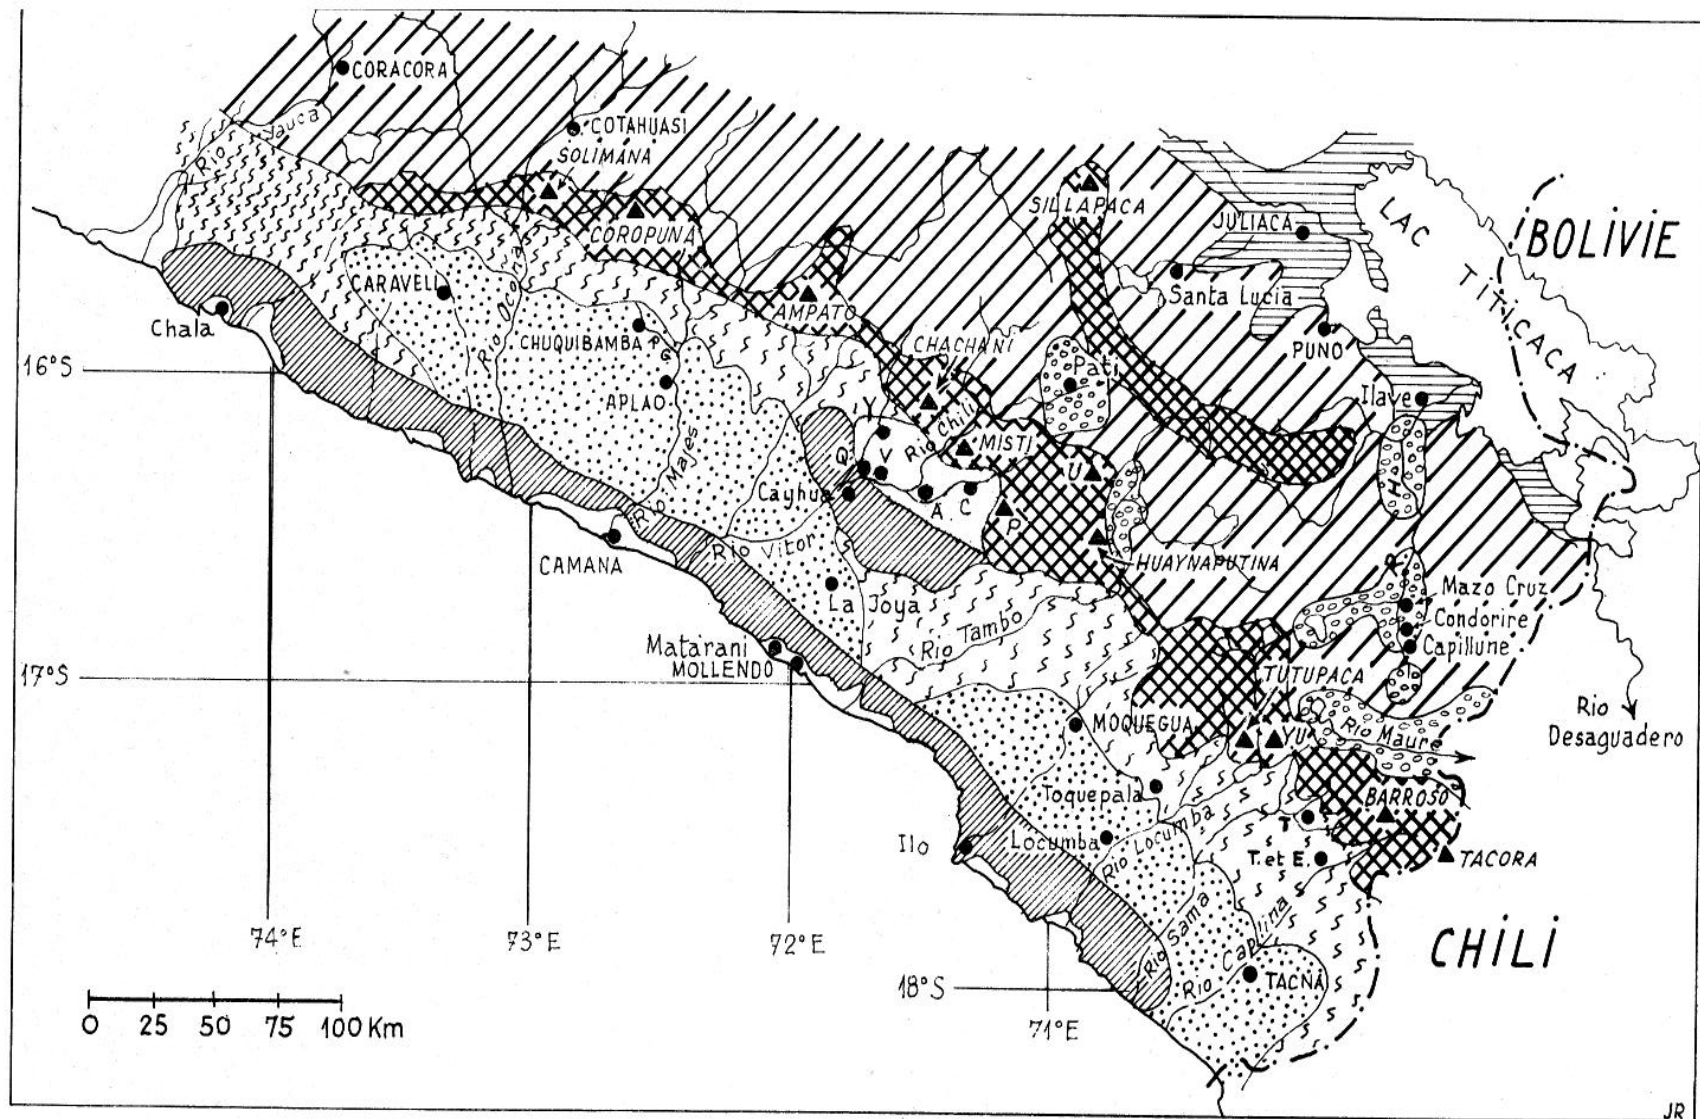 CORACORA
Rio Yauca
COTAHUASI
SOLIMANA
SILLAPACA
JULIACA
LAC
TITICACA
BOLIVIE
COROPUNA
CARAVELI
Rio Ocona
Santa Lucia
Chala
AMPATO
CHUQUIBAMBA
P
G
CHACHANI
Pati
PUNO
16°S
APLAO
Ilave
Y
Rio Chili
MISTI
Q
V
U
H
Rio Majes
Cayhua
A
C
P
Rio Vitor
CAMANA
HUAYNAPUTINA
La Joya
Mazo Cruz
Condorire
Capillune
Rio Tambo
Matarani
MOLLENDO
17°S
TUTUPACA
MOQUEGUA
YU
Rio Maure
Rio
Desaguadero
Toquepala
BARROSO
T
Ilo
Locumba
Rio Locumba
T. et E.
TACORA
74°E
73°E
72°E
Rio Sama
Rio Caplina
CHILI
18°S
TACNA
71°E
0 25 50 75 100 Km
JR